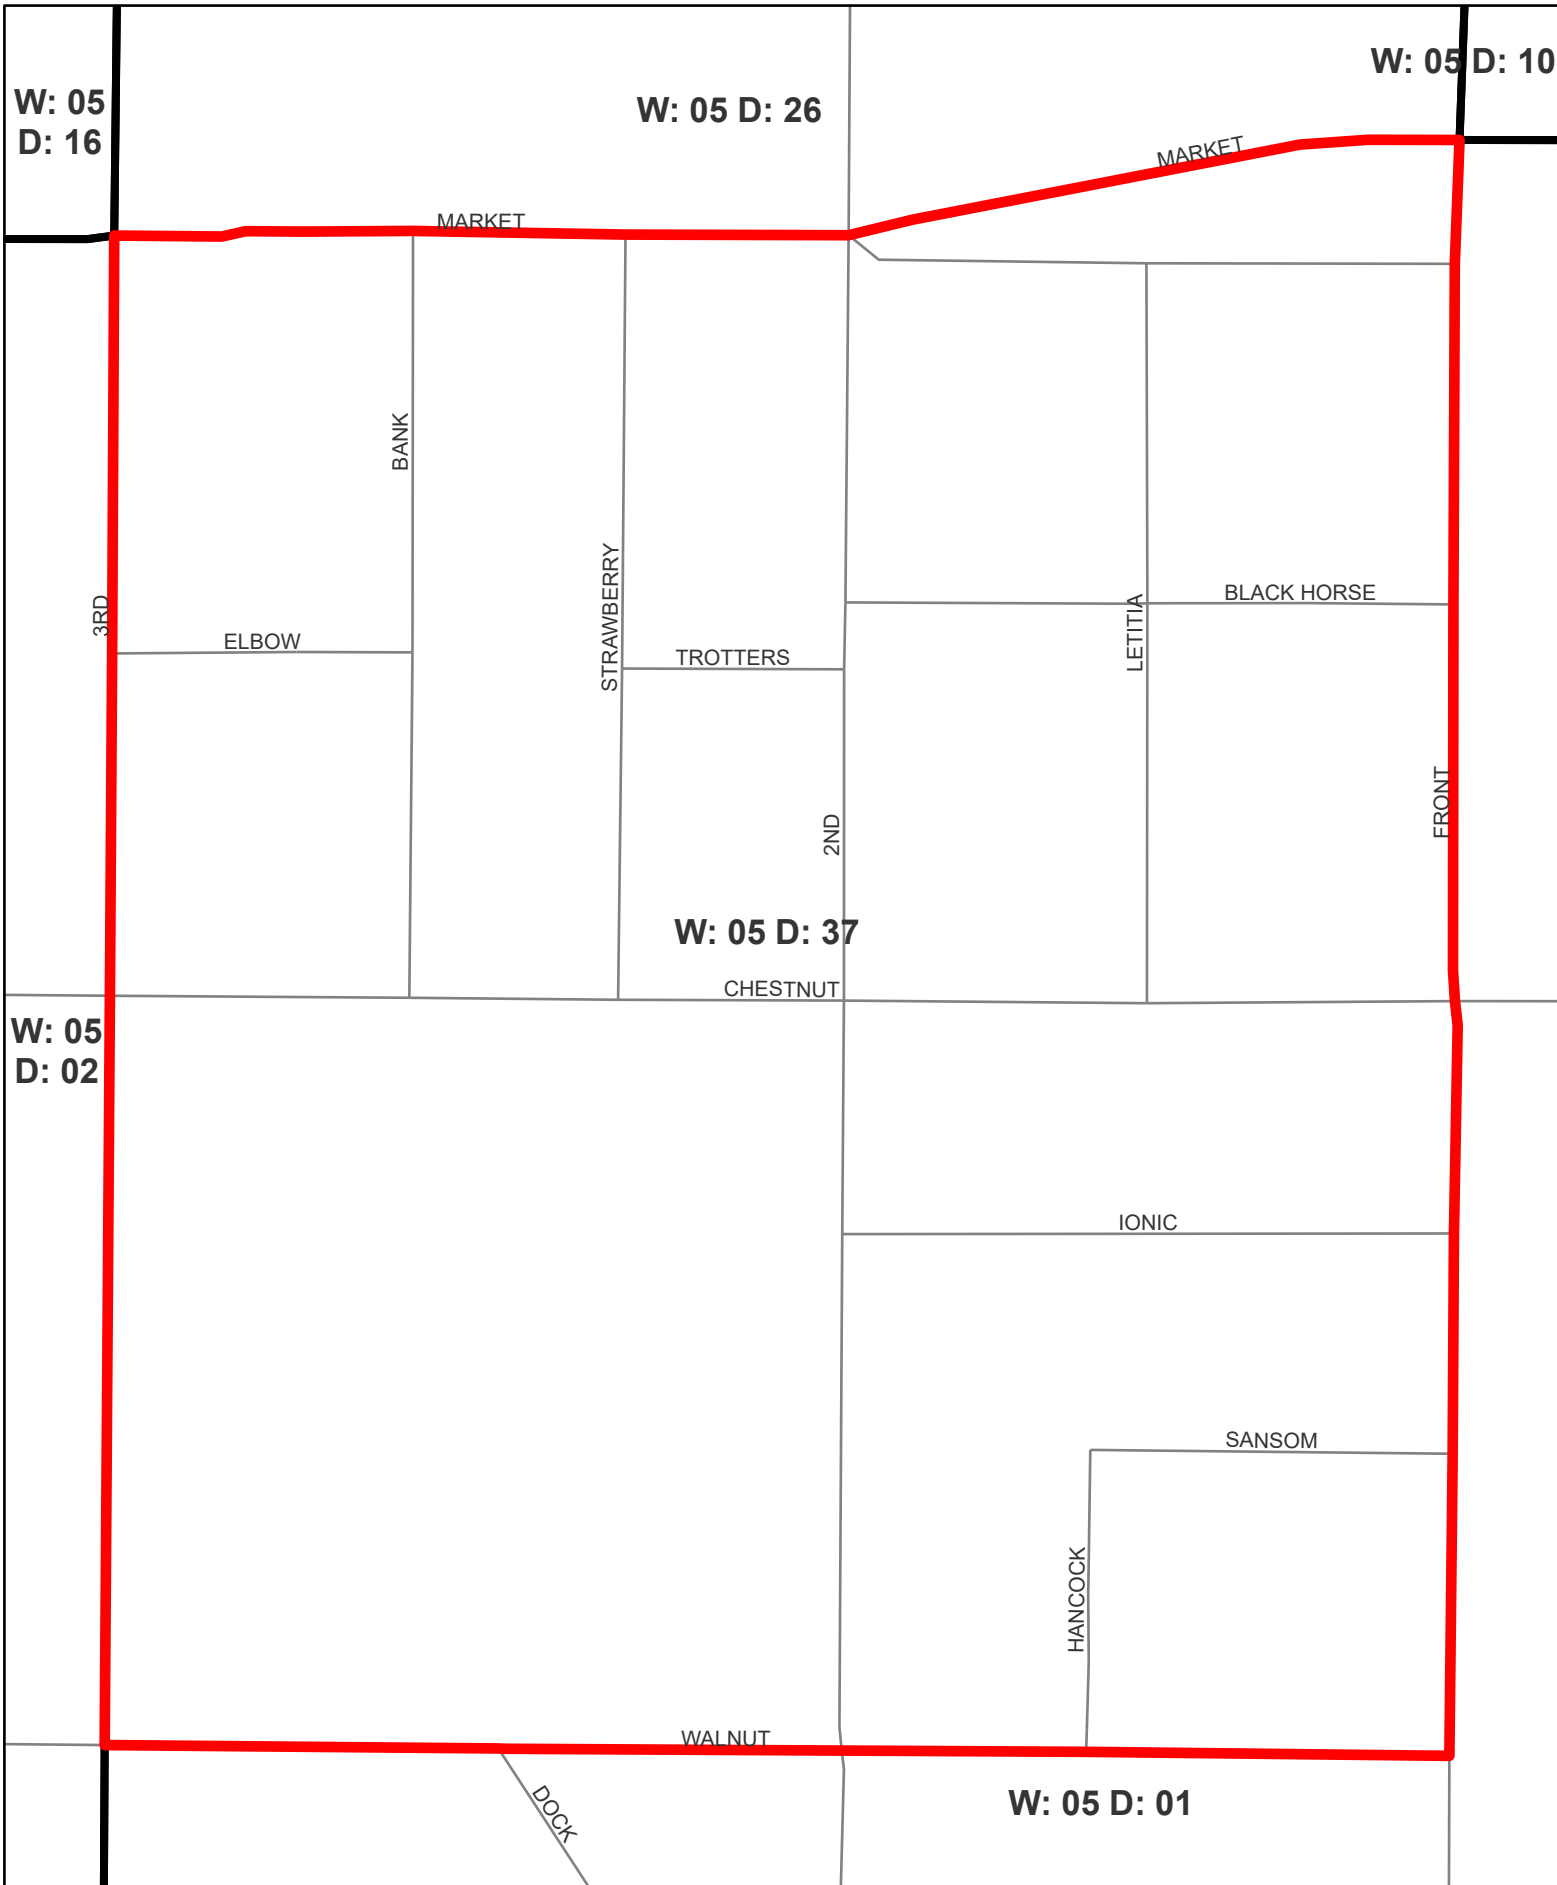 W: 05 D: 10
W: 05
D: 16
W: 05 D: 26
MARKET
MARKET
BANK
3RD
ELBOW
STRAWBERRY
TROTTERS
LETITIA
BLACK HORSE
2ND
FRONT
W: 05 D: 37
CHESTNUT
W: 05
D: 02
IONIC
SANSOM
HANCOCK
WALNUT
DOCK
W: 05 D: 01